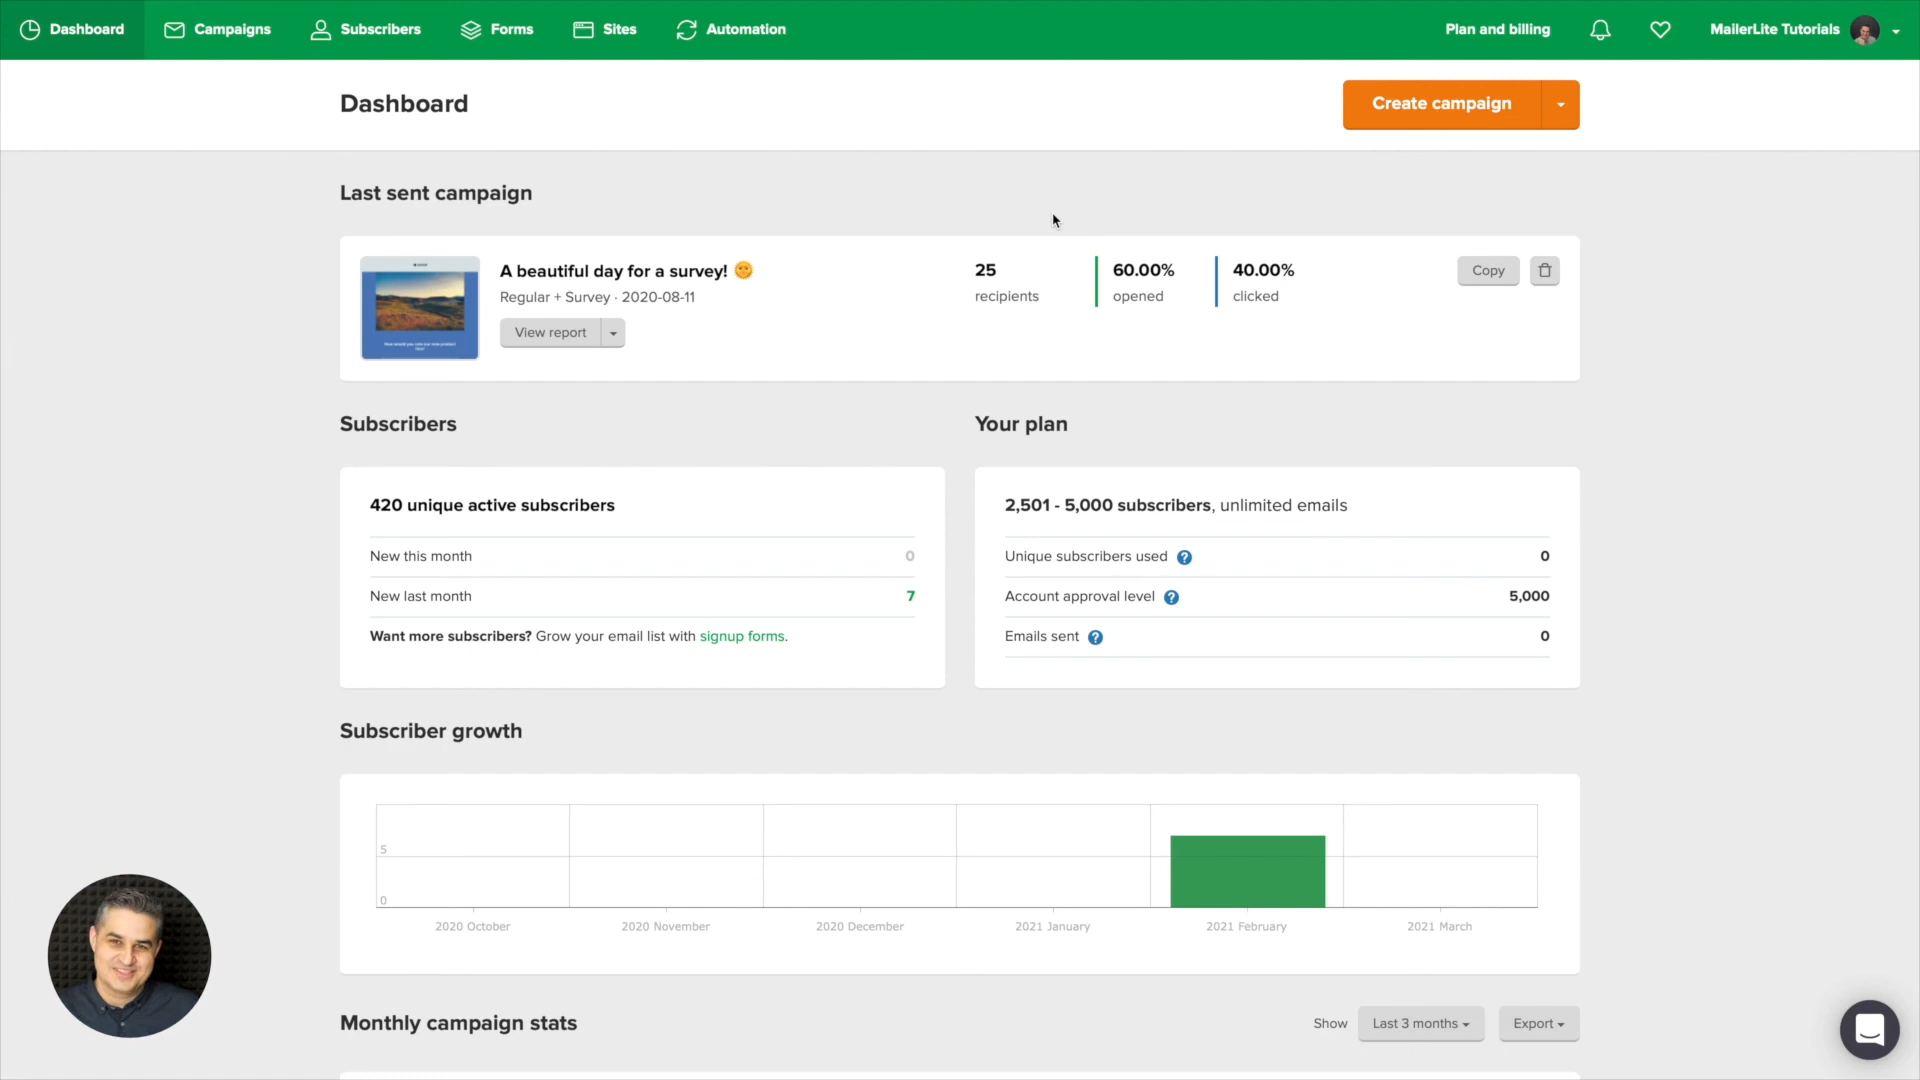 Dashboard
Campaigns
Subscribers
Forms
Sites
Automation
Plan and billing
MailerLite Tutorials
Dashboard
Create campaign
Last sent campaign
A beautiful day for a survey! 🌞
Regular + Survey · 2020-08-11
View report
25
recipients
60.00%
opened
40.00%
clicked
Copy
Subscribers
420 unique active subscribers
New this month 0
New last month 7
Want more subscribers? Grow your email list with signup forms.
Your plan
2,501 - 5,000 subscribers, unlimited emails
Unique subscribers used ? 0
Account approval level ? 5,000
Emails sent ? 0
Subscriber growth
5
0
2020 October
2020 November
2020 December
2021 January
2021 February
2021 March
Monthly campaign stats
Show
Last 3 months
Export